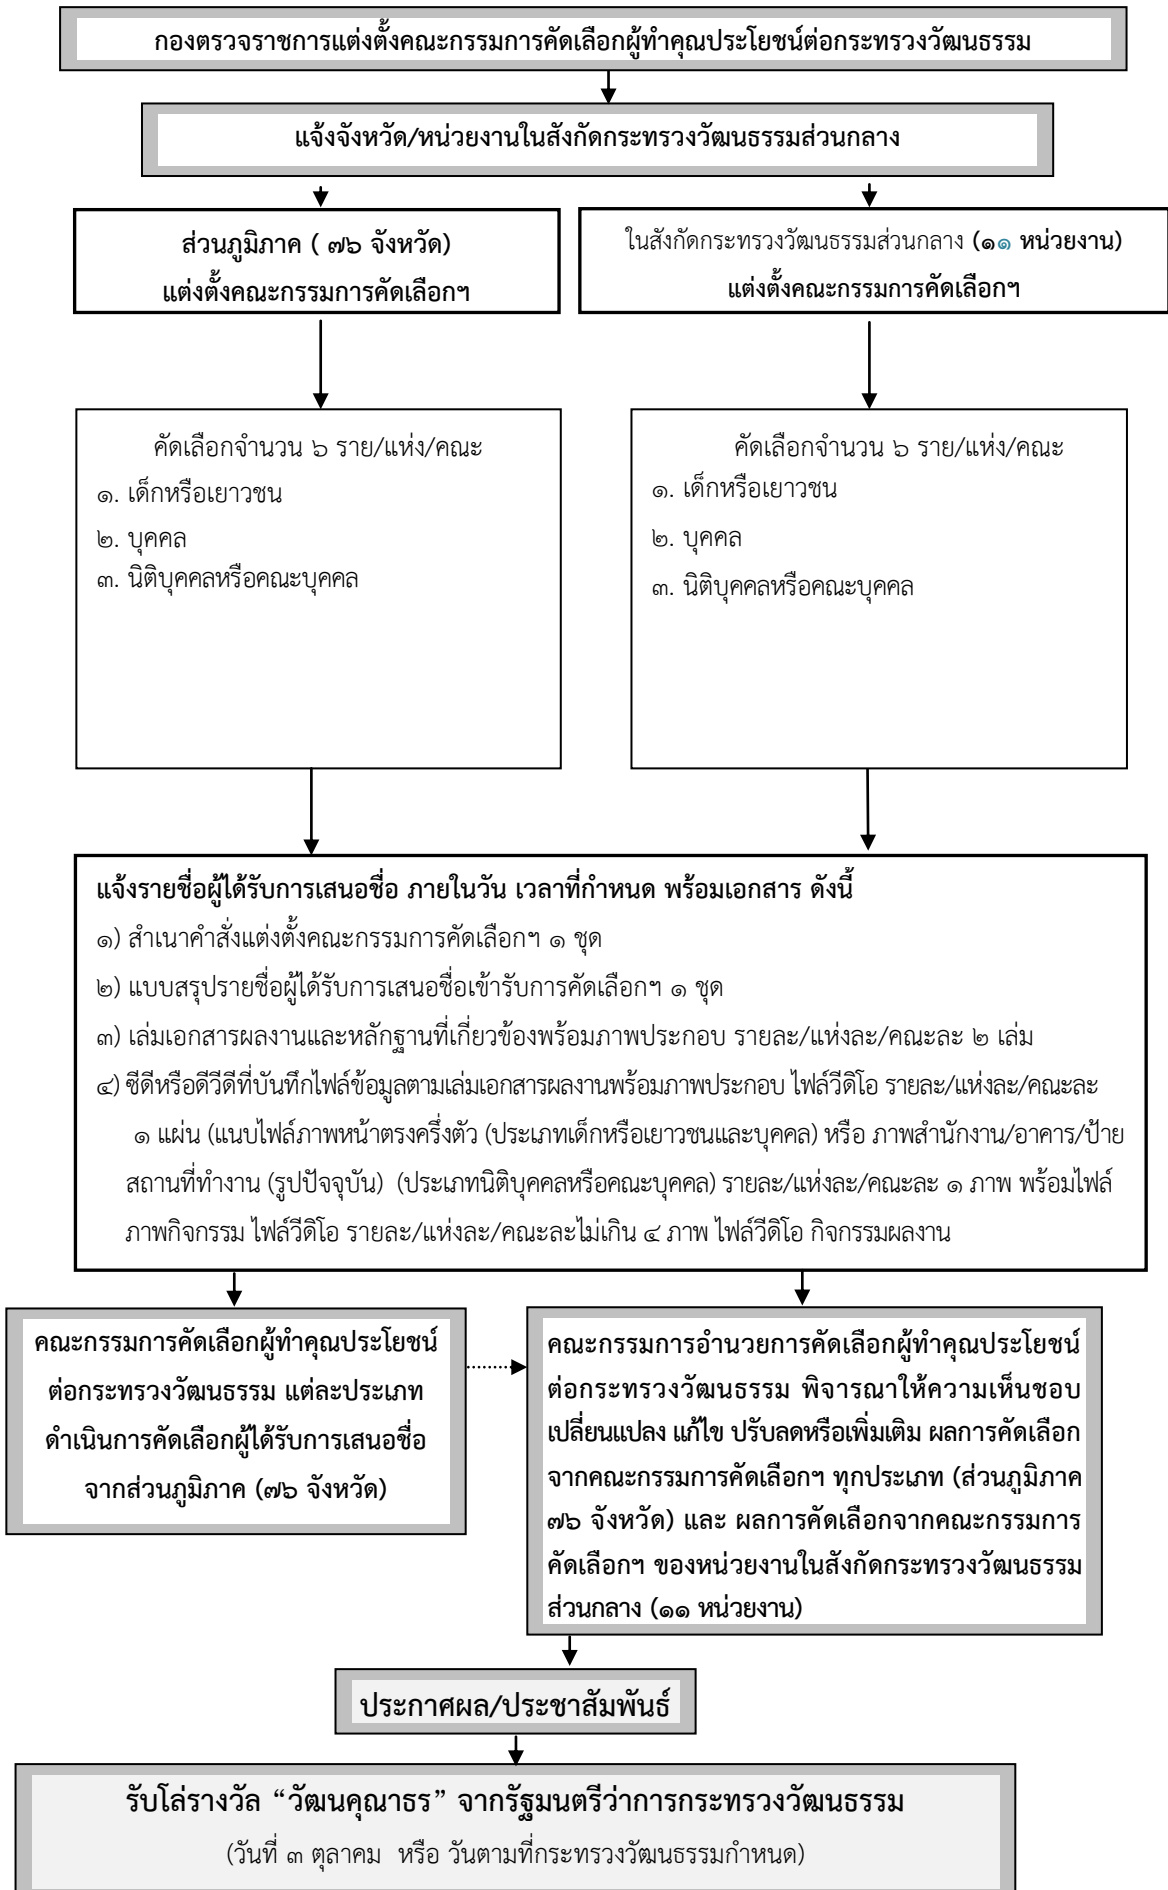 กองตรวจราชการแต่งตั้งคณะกรรมการคัดเลือกผู้ทำคุณประโยชน์ต่อกระทรวงวัฒนธรรม
แจ้งจังหวัด/หน่วยงานในสังกัดกระทรวงวัฒนธรรมส่วนกลาง
ส่วนภูมิภาค ( ๗๖ จังหวัด)
แต่งตั้งคณะกรรมการคัดเลือกฯ
ในสังกัดกระทรวงวัฒนธรรมส่วนกลาง (๑๑ หน่วยงาน)
แต่งตั้งคณะกรรมการคัดเลือกฯ
คัดเลือกจำนวน ๖ ราย/แห่ง/คณะ
๑. เด็กหรือเยาวชน
๒. บุคคล
๓. นิติบุคคลหรือคณะบุคคล
คัดเลือกจำนวน ๖ ราย/แห่ง/คณะ
๑. เด็กหรือเยาวชน
๒. บุคคล
๓. นิติบุคคลหรือคณะบุคคล
แจ้งรายชื่อผู้ได้รับการเสนอชื่อ ภายในวัน เวลาที่กำหนด พร้อมเอกสาร ดังนี้
๑) สำเนาคำสั่งแต่งตั้งคณะกรรมการคัดเลือกฯ ๑ ชุด
๒) แบบสรุปรายชื่อผู้ได้รับการเสนอชื่อเข้ารับการคัดเลือกฯ ๑ ชุด
๓) เล่มเอกสารผลงานและหลักฐานที่เกี่ยวข้องพร้อมภาพประกอบ รายละ/แห่งละ/คณะละ ๒ เล่ม
๔) ซีดีหรือดีวีดีที่บันทึกไฟล์ข้อมูลตามเล่มเอกสารผลงานพร้อมภาพประกอบ ไฟล์วีดิโอ รายละ/แห่งละ/คณะละ
๑ แผ่น (แนบไฟล์ภาพหน้าตรงครึ่งตัว (ประเภทเด็กหรือเยาวชนและบุคคล) หรือ ภาพสำนักงาน/อาคาร/ป้าย
สถานที่ทำงาน (รูปปัจจุบัน) (ประเภทนิติบุคคลหรือคณะบุคคล) รายละ/แห่งละ/คณะละ ๑ ภาพ พร้อมไฟล์
ภาพกิจกรรม ไฟล์วีดิโอ รายละ/แห่งละ/คณะละไม่เกิน ๔ ภาพ ไฟล์วีดิโอ กิจกรรมผลงาน
คณะกรรมการคัดเลือกผู้ทำคุณประโยชน์
ต่อกระทรวงวัฒนธรรม แต่ละประเภท
ดำเนินการคัดเลือกผู้ได้รับการเสนอชื่อ
จากส่วนภูมิภาค (๗๖ จังหวัด)
คณะกรรมการอำนวยการคัดเลือกผู้ทำคุณประโยชน์
ต่อกระทรวงวัฒนธรรม พิจารณาให้ความเห็นชอบ
เปลี่ยนแปลง แก้ไข ปรับลดหรือเพิ่มเติม ผลการคัดเลือก
จากคณะกรรมการคัดเลือกฯ ทุกประเภท (ส่วนภูมิภาค
๗๖ จังหวัด) และ ผลการคัดเลือกจากคณะกรรมการ
คัดเลือกฯ ของหน่วยงานในสังกัดกระทรวงวัฒนธรรม
ส่วนกลาง (๑๑ หน่วยงาน)
ประกาศผล/ประชาสัมพันธ์
รับโล่รางวัล “วัฒนคุณาธร” จากรัฐมนตรีว่าการกระทรวงวัฒนธรรม
(วันที่ ๓ ตุลาคม หรือ วันตามที่กระทรวงวัฒนธรรมกำหนด)